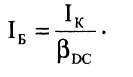 I_Б = I_К / β_DC.